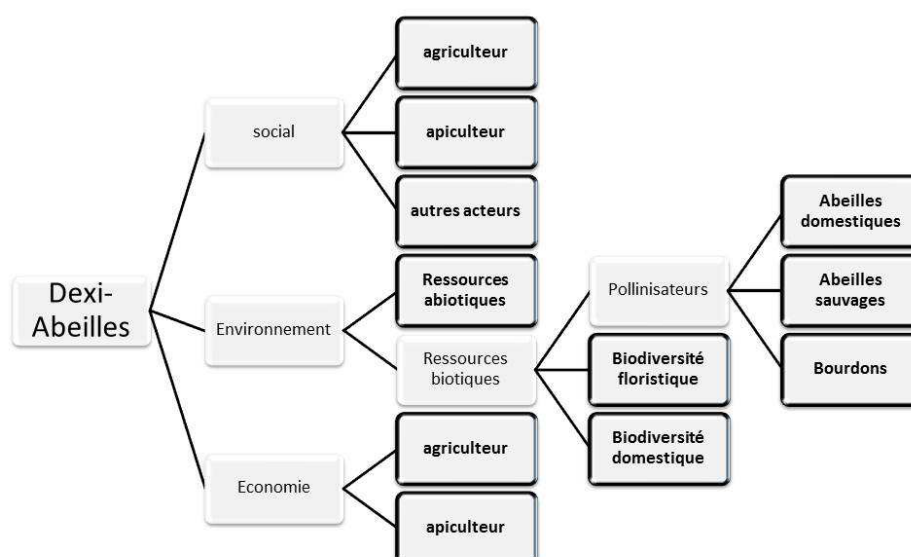 Dexi-
Abeilles
social
agriculteur
apiculteur
autres acteurs
Environnement
Ressources
abiotiques
Ressources
biotiques
Pollinisateurs
Abeilles
domestiques
Abeilles
sauvages
Bourdons
Biodiversité
floristique
Biodiversité
domestique
Economie
agriculteur
apiculteur